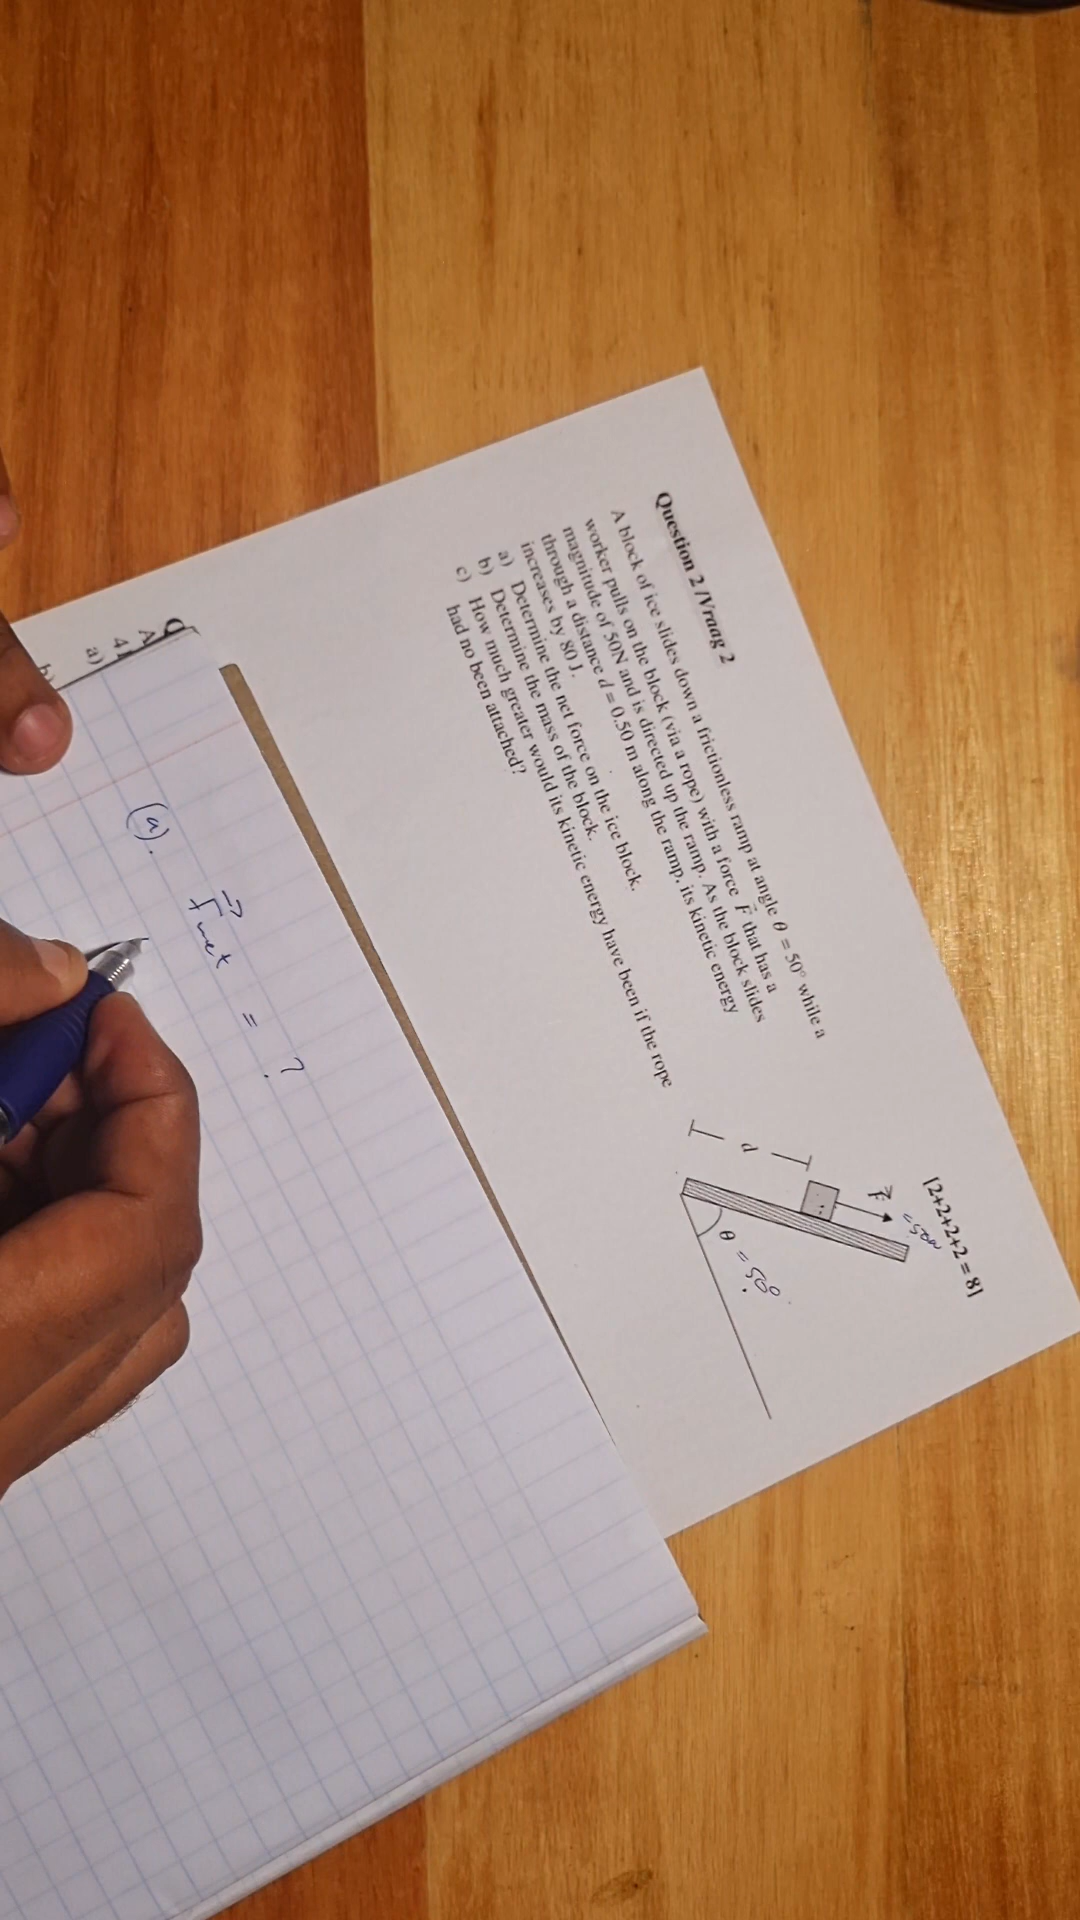 Question 2 /Vraag 2
[2+2+2+2 = 8]
A block of ice slides down a frictionless ramp at angle θ = 50° while a
worker pulls on the block (via a rope) with a force F⃗ that has a
magnitude of 50N and is directed up the ramp. As the block slides
through a distance d = 0.50 m along the ramp, its kinetic energy
increases by 80 J.
a) Determine the net force on the ice block.
b) Determine the mass of the block.
c) How much greater would its kinetic energy have been if the rope
had no been attached?
F⃗
= 50N
d
θ = 50°
(a). F⃗net = ?
Q
A
a)
b)